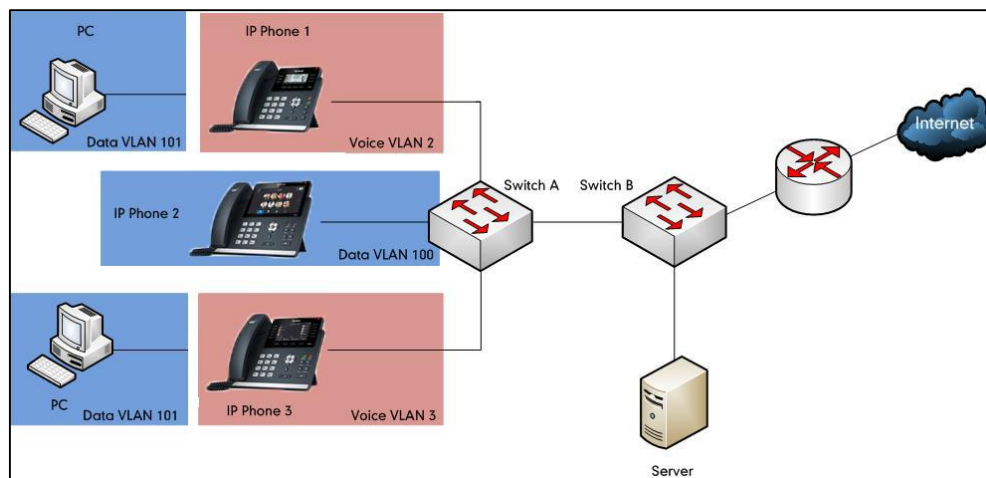 PC
IP Phone 1
Data VLAN 101
Voice VLAN 2
IP Phone 2
Data VLAN 100
Switch A
Switch B
Internet
PC
Data VLAN 101
IP Phone 3
Voice VLAN 3
Server